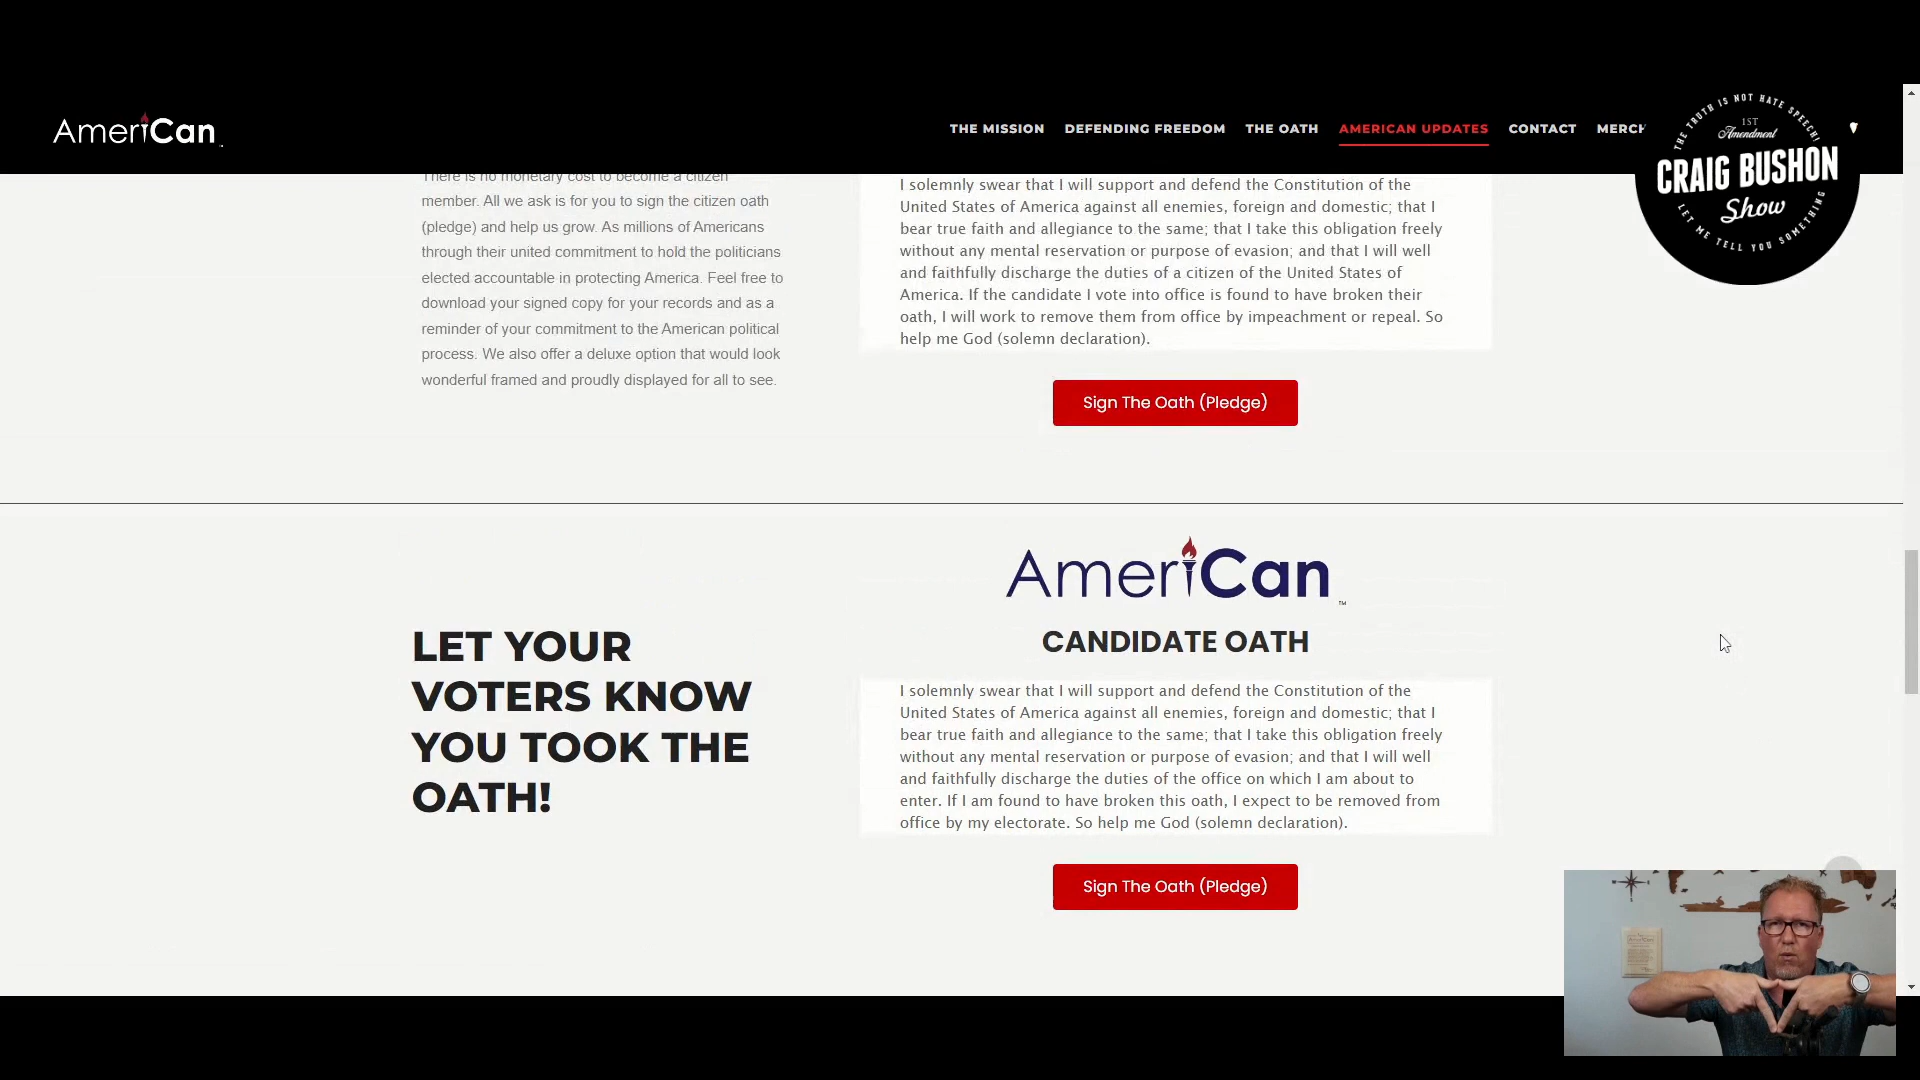 AmeriCan
THE MISSION DEFENDING FREEDOM THE OATH AMERICAN UPDATES CONTACT MERCH
THE TRUTH IS NOT HATE SPEECH!
1ST
Amendment
CRAIG BUSHON
Show
LET ME TELL YOU SOMETHING
There is no monetary cost to become a citizen
member. All we ask is for you to sign the citizen oath
(pledge) and help us grow. As millions of Americans
through their united commitment to hold the politicians
elected accountable in protecting America. Feel free to
download your signed copy for your records and as a
reminder of your commitment to the American political
process. We also offer a deluxe option that would look
wonderful framed and proudly displayed for all to see.
I solemnly swear that I will support and defend the Constitution of the
United States of America against all enemies, foreign and domestic; that I
bear true faith and allegiance to the same; that I take this obligation freely
without any mental reservation or purpose of evasion; and that I will well
and faithfully discharge the duties of a citizen of the United States of
America. If the candidate I vote into office is found to have broken their
oath, I will work to remove them from office by impeachment or repeal. So
help me God (solemn declaration).
Sign The Oath (Pledge)
LET YOUR
VOTERS KNOW
YOU TOOK THE
OATH!
AmeriCan
TM
CANDIDATE OATH
I solemnly swear that I will support and defend the Constitution of the
United States of America against all enemies, foreign and domestic; that I
bear true faith and allegiance to the same; that I take this obligation freely
without any mental reservation or purpose of evasion; and that I will well
and faithfully discharge the duties of the office on which I am about to
enter. If I am found to have broken this oath, I expect to be removed from
office by my electorate. So help me God (solemn declaration).
Sign The Oath (Pledge)